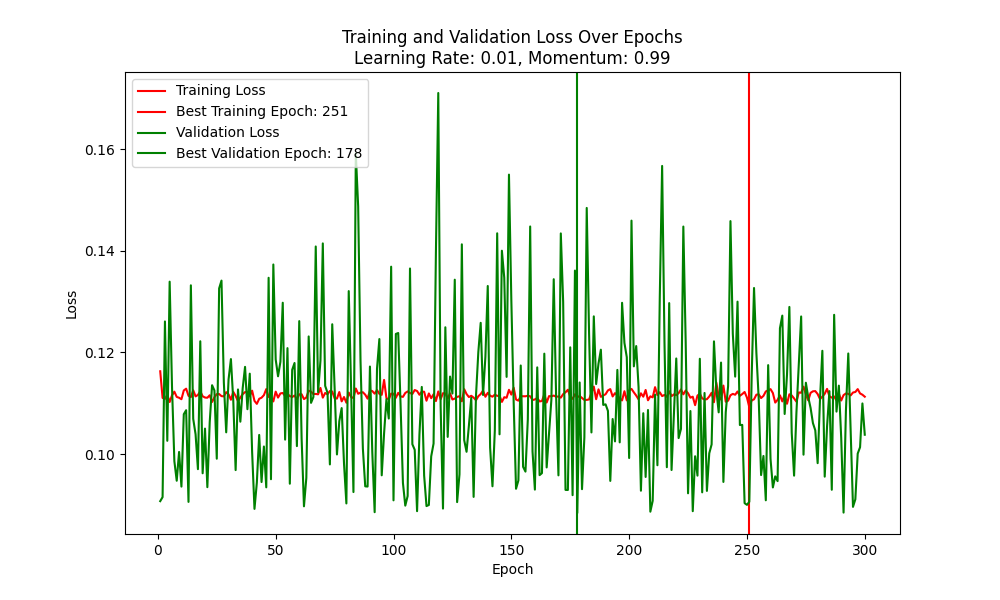 Training and Validation Loss Over Epochs
Learning Rate: 0.01, Momentum: 0.99
Training Loss
Best Training Epoch: 251
Validation Loss
Best Validation Epoch: 178
0.16
0.14
0.12
0.10
Loss
0
50
100
150
200
250
300
Epoch